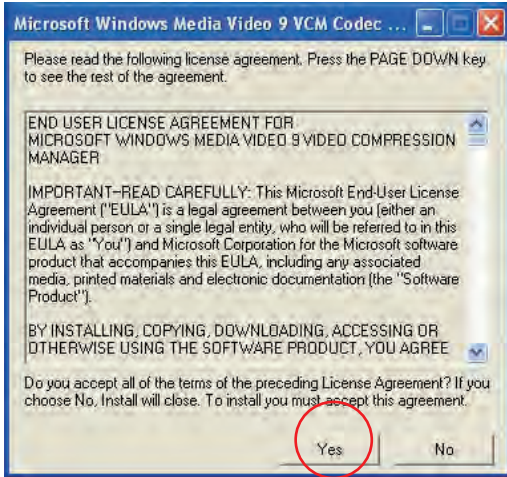 Microsoft Windows Media Video 9 VCM Codec ...
Please read the following license agreement. Press the PAGE DOWN key
to see the rest of the agreement.
END USER LICENSE AGREEMENT FOR
MICROSOFT WINDOWS MEDIA VIDEO 9 VIDEO COMPRESSION
MANAGER
IMPORTANT-READ CAREFULLY: This Microsoft End-User License
Agreement ("EULA") is a legal agreement between you (either an
individual person or a single legal entity, who will be referred to in this
EULA as "You") and Microsoft Corporation for the Microsoft software
product that accompanies this EULA, including any associated
media, printed materials and electronic documentation (the "Software
Product").
BY INSTALLING, COPYING, DOWNLOADING, ACCESSING OR
OTHERWISE USING THE SOFTWARE PRODUCT, YOU AGREE
Do you accept all of the terms of the preceding License Agreement? If you
choose No, Install will close. To install you must accept this agreement.
Yes
No